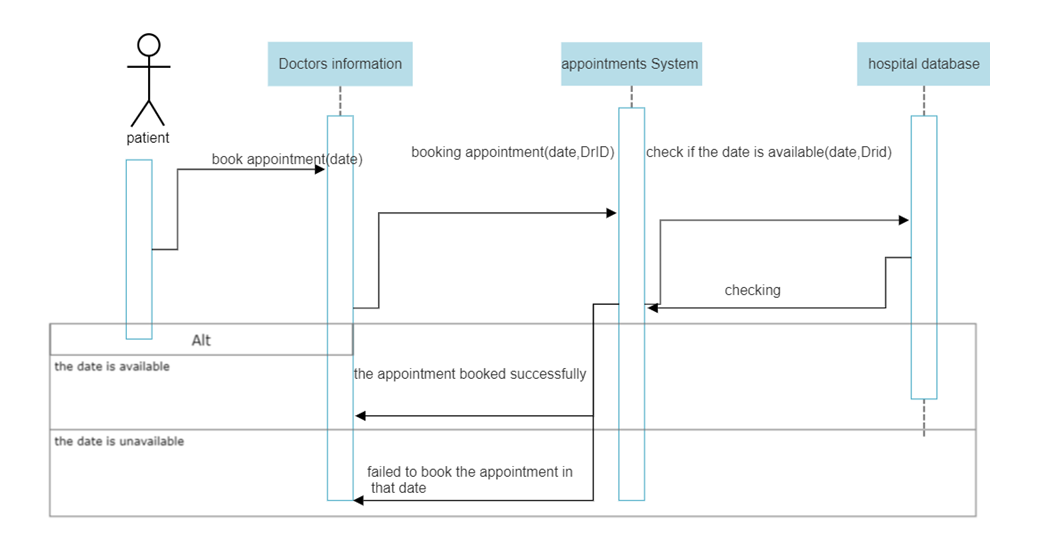 patient
Doctors information
appointments System
hospital database
book appointment(date)
booking appointment(date,DrID)
check if the date is available(date,Drid)
checking
Alt
the date is available
the appointment booked successfully
the date is unavailable
failed to book the appointment in
that date